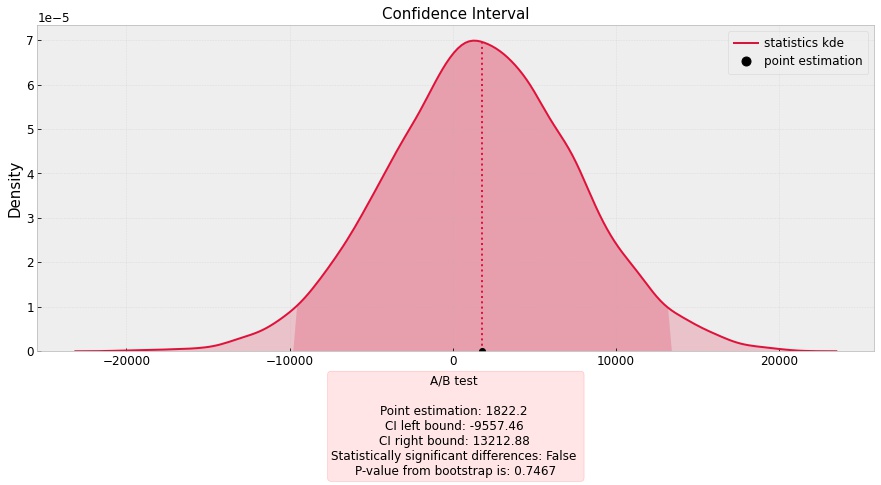 Confidence Interval
1e−5
statistics kde
point estimation
7
6
5
4
3
2
1
0
Density
−20000
−10000
0
10000
20000
A/B test
Point estimation: 1822.2
CI left bound: -9557.46
CI right bound: 13212.88
Statistically significant differences: False
P-value from bootstrap is: 0.7467